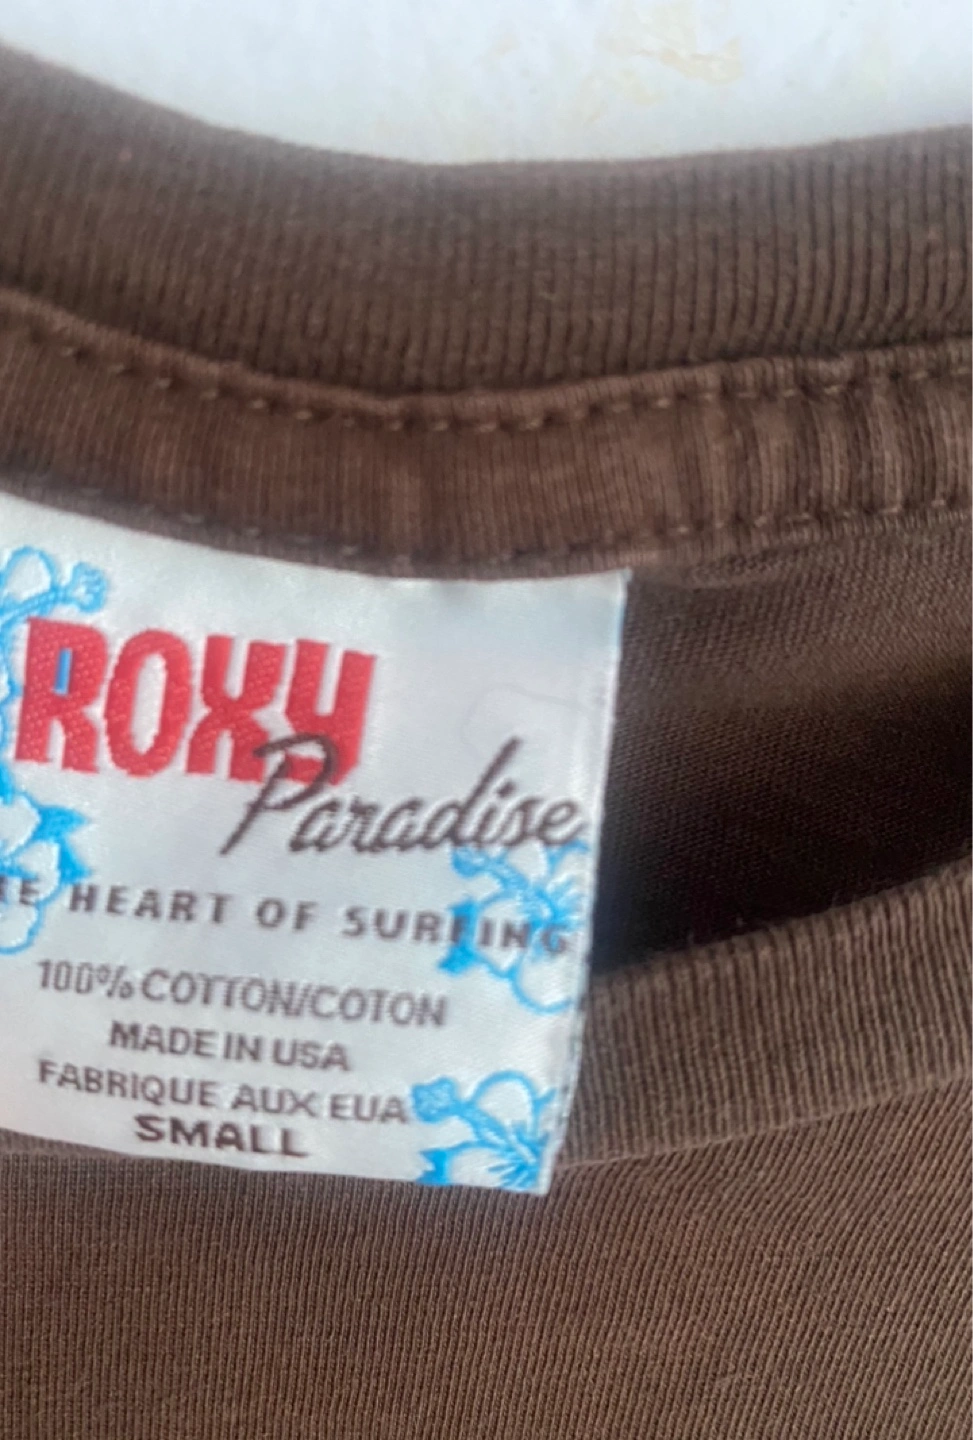 ROXY
Paradise
HEART OF SURFING
100% COTTON/COTON
MADE IN USA
FABRIQUE AUX EUA
SMALL